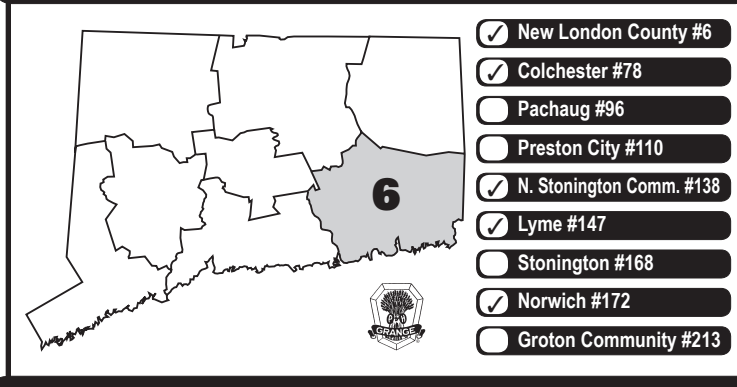 6
New London County #6
Colchester #78
Pachaug #96
Preston City #110
N. Stonington Comm. #138
Lyme #147
Stonington #168
Norwich #172
Groton Community #213
GRANGE